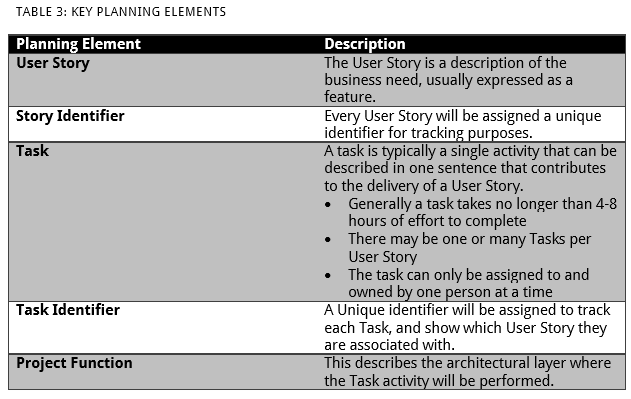 TABLE 3: KEY PLANNING ELEMENTS
Planning Element Description
User Story The User Story is a description of the
business need, usually expressed as a
feature.
Story Identifier Every User Story will be assigned a unique
identifier for tracking purposes.
Task A task is typically a single activity that can be
described in one sentence that contributes
to the delivery of a User Story.
• Generally a task takes no longer than 4-8
hours of effort to complete
• There may be one or many Tasks per
User Story
• The task can only be assigned to and
owned by one person at a time
Task Identifier A Unique identifier will be assigned to track
each Task, and show which User Story they
are associated with.
Project Function This describes the architectural layer where
the Task activity will be performed.